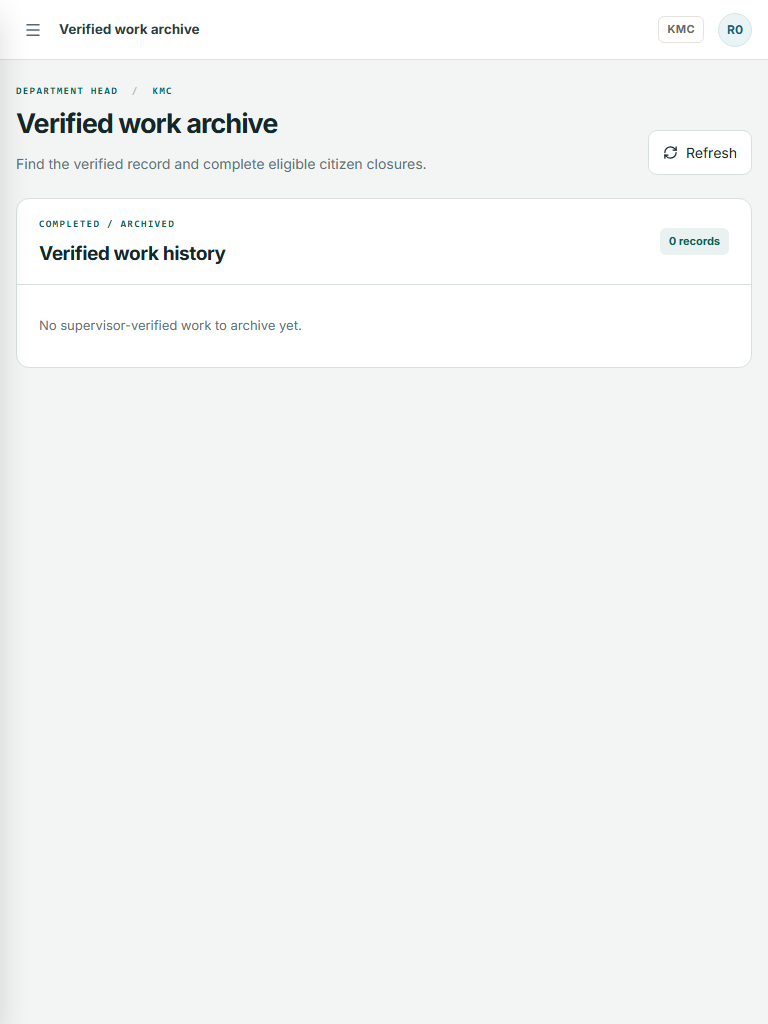 Verified work archive
KMC
RO
DEPARTMENT HEAD / KMC
Verified work archive
Find the verified record and complete eligible citizen closures.
Refresh
COMPLETED / ARCHIVED
Verified work history
0 records
No supervisor-verified work to archive yet.